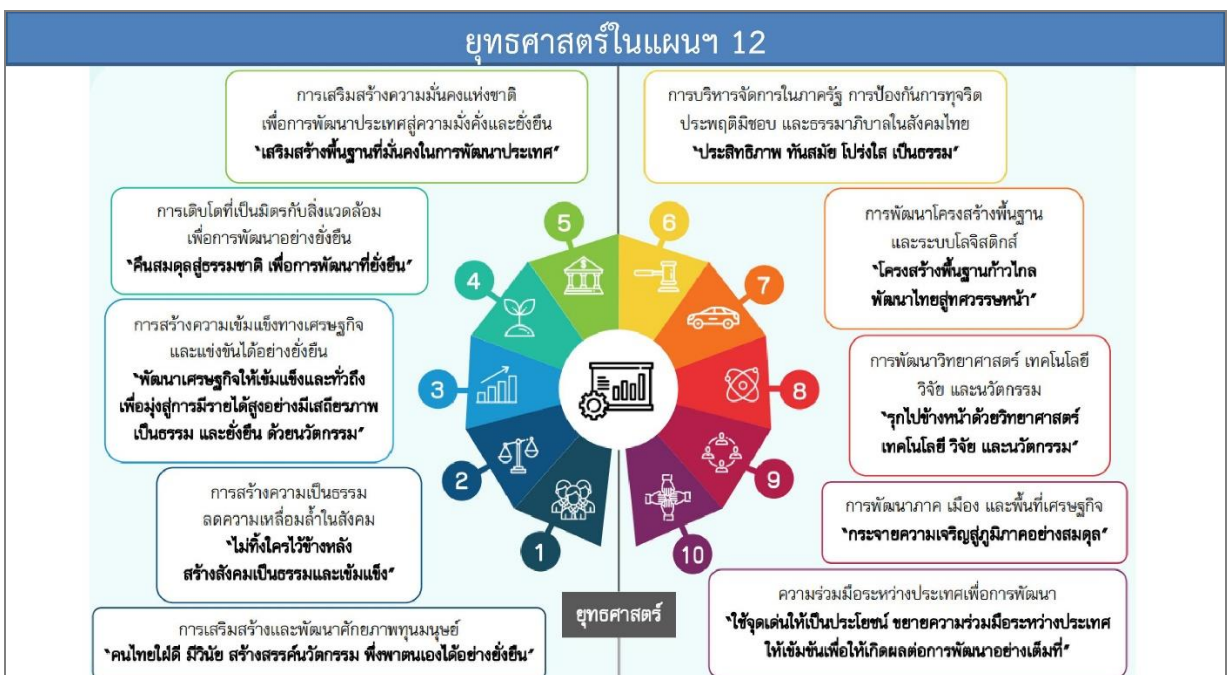 ยุทธศาสตร์ในแผนฯ 12
การเสริมสร้างความมั่นคงแห่งชาติ
เพื่อการพัฒนาประเทศสู่ความมั่งคั่งและยั่งยืน
“เสริมสร้างพื้นฐานที่มั่นคงในการพัฒนาประเทศ”
การบริหารจัดการในภาครัฐ การป้องกันการทุจริต
ประพฤติมิชอบ และธรรมาภิบาลในสังคมไทย
“ประสิทธิภาพ ทันสมัย โปร่งใส เป็นธรรม”
การเติบโตที่เป็นมิตรกับสิ่งแวดล้อม
เพื่อการพัฒนาอย่างยั่งยืน
“คืนสมดุลสู่ธรรมชาติ เพื่อการพัฒนาที่ยั่งยืน”
การพัฒนาโครงสร้างพื้นฐาน
และระบบโลจิสติกส์
“โครงสร้างพื้นฐานก้าวไกล
พัฒนาไทยสู่ทศวรรษหน้า”
การสร้างความเข้มแข็งทางเศรษฐกิจ
และแข่งขันได้อย่างยั่งยืน
“พัฒนาเศรษฐกิจให้เข้มแข็งและทั่วถึง
เพื่อมุ่งสู่การมีรายได้สูงอย่างมีเสถียรภาพ
เป็นธรรม และยั่งยืน ด้วยนวัตกรรม”
การพัฒนาวิทยาศาสตร์ เทคโนโลยี
วิจัย และนวัตกรรม
“รุกไปข้างหน้าด้วยวิทยาศาสตร์
เทคโนโลยี วิจัย และนวัตกรรม”
การสร้างความเป็นธรรม
ลดความเหลื่อมล้ำในสังคม
“ไม่ทิ้งใครไว้ข้างหลัง
สร้างสังคมเป็นธรรมและเข้มแข็ง”
การพัฒนาภาค เมือง และพื้นที่เศรษฐกิจ
“กระจายความเจริญสู่ภูมิภาคอย่างสมดุล”
การเสริมสร้างและพัฒนาศักยภาพทุนมนุษย์
“คนไทยใฝ่ดี มีวินัย สร้างสรรค์นวัตกรรม พึ่งพาตนเองได้อย่างยั่งยืน”
ความร่วมมือระหว่างประเทศเพื่อการพัฒนา
“ใช้จุดเด่นให้เป็นประโยชน์ ขยายความร่วมมือระหว่างประเทศ
ให้เข้มข้นเพื่อให้เกิดผลต่อการพัฒนาอย่างเต็มที่”
5
6
4
7
3
8
2
9
1
10
ยุทธศาสตร์